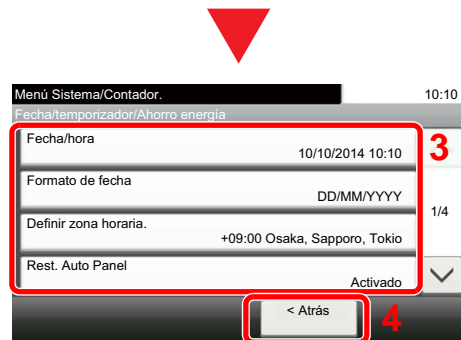 Menú Sistema/Contador.
10:10
Fecha/temporizador/Ahorro energía
Fecha/hora
10/10/2014 10:10
3
Formato de fecha
DD/MM/YYYY
1/4
Definir zona horaria.
+09:00 Osaka, Sapporo, Tokio
Rest. Auto Panel
Activado
< Atrás
4